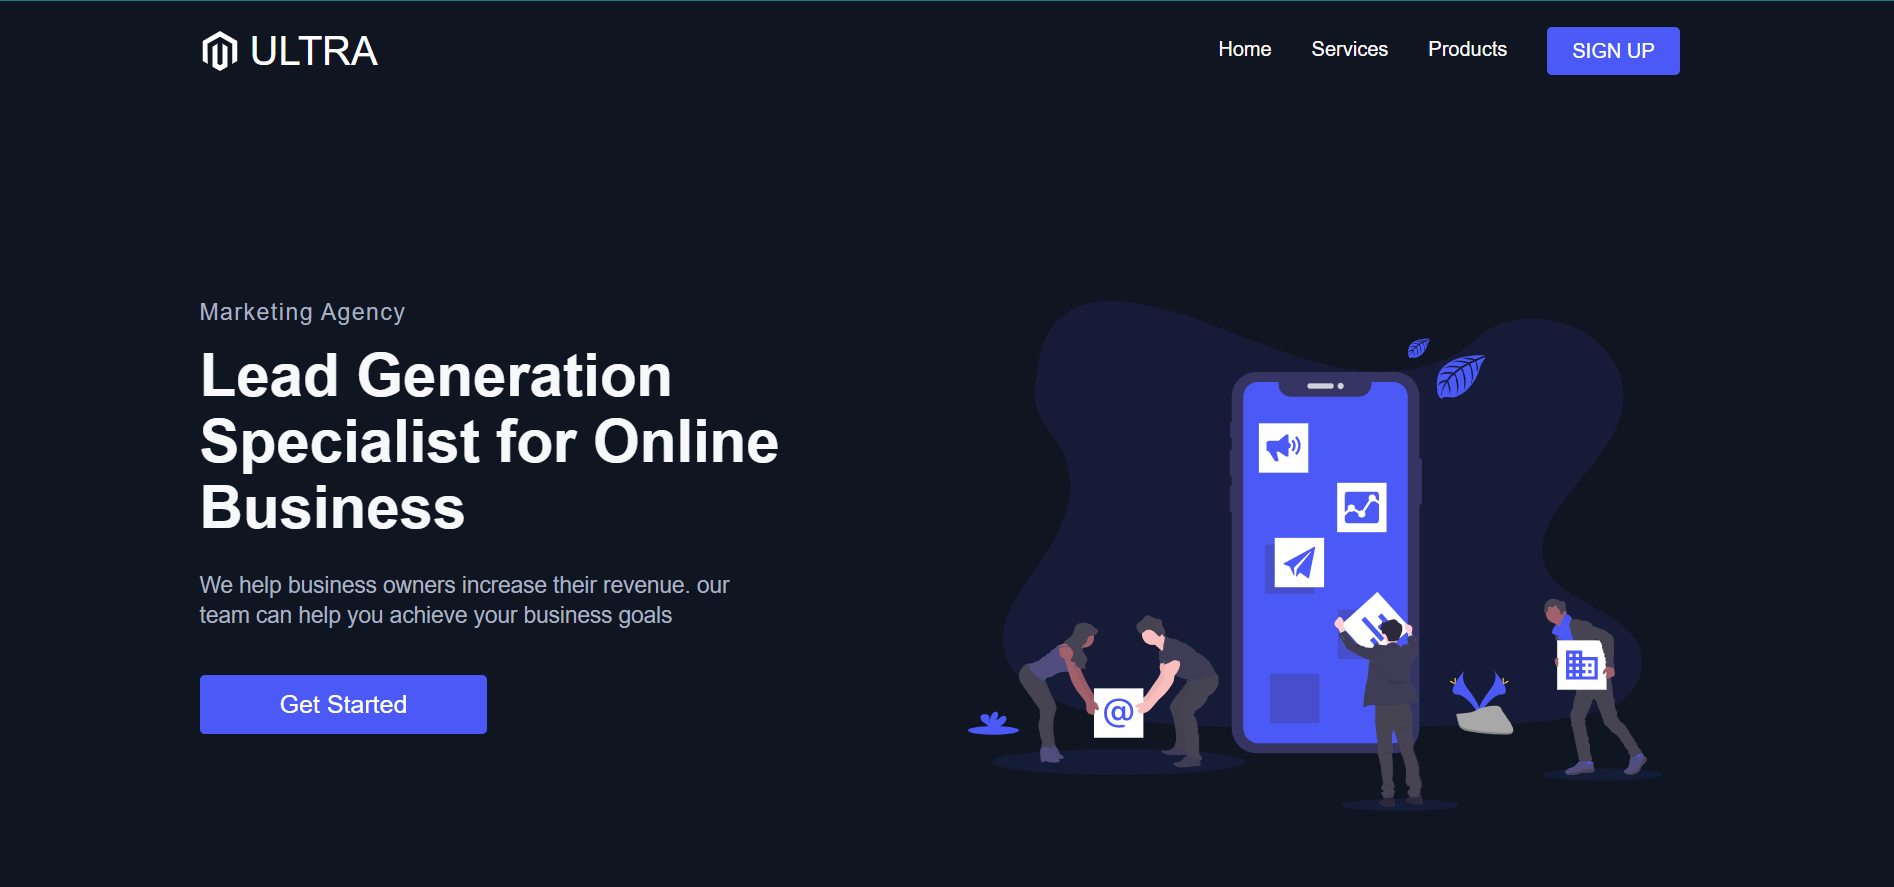 ULTRA
Home
Services
Products
SIGN UP
Marketing Agency
Lead Generation
Specialist for Online
Business
We help business owners increase their revenue. our
team can help you achieve your business goals
Get Started
@